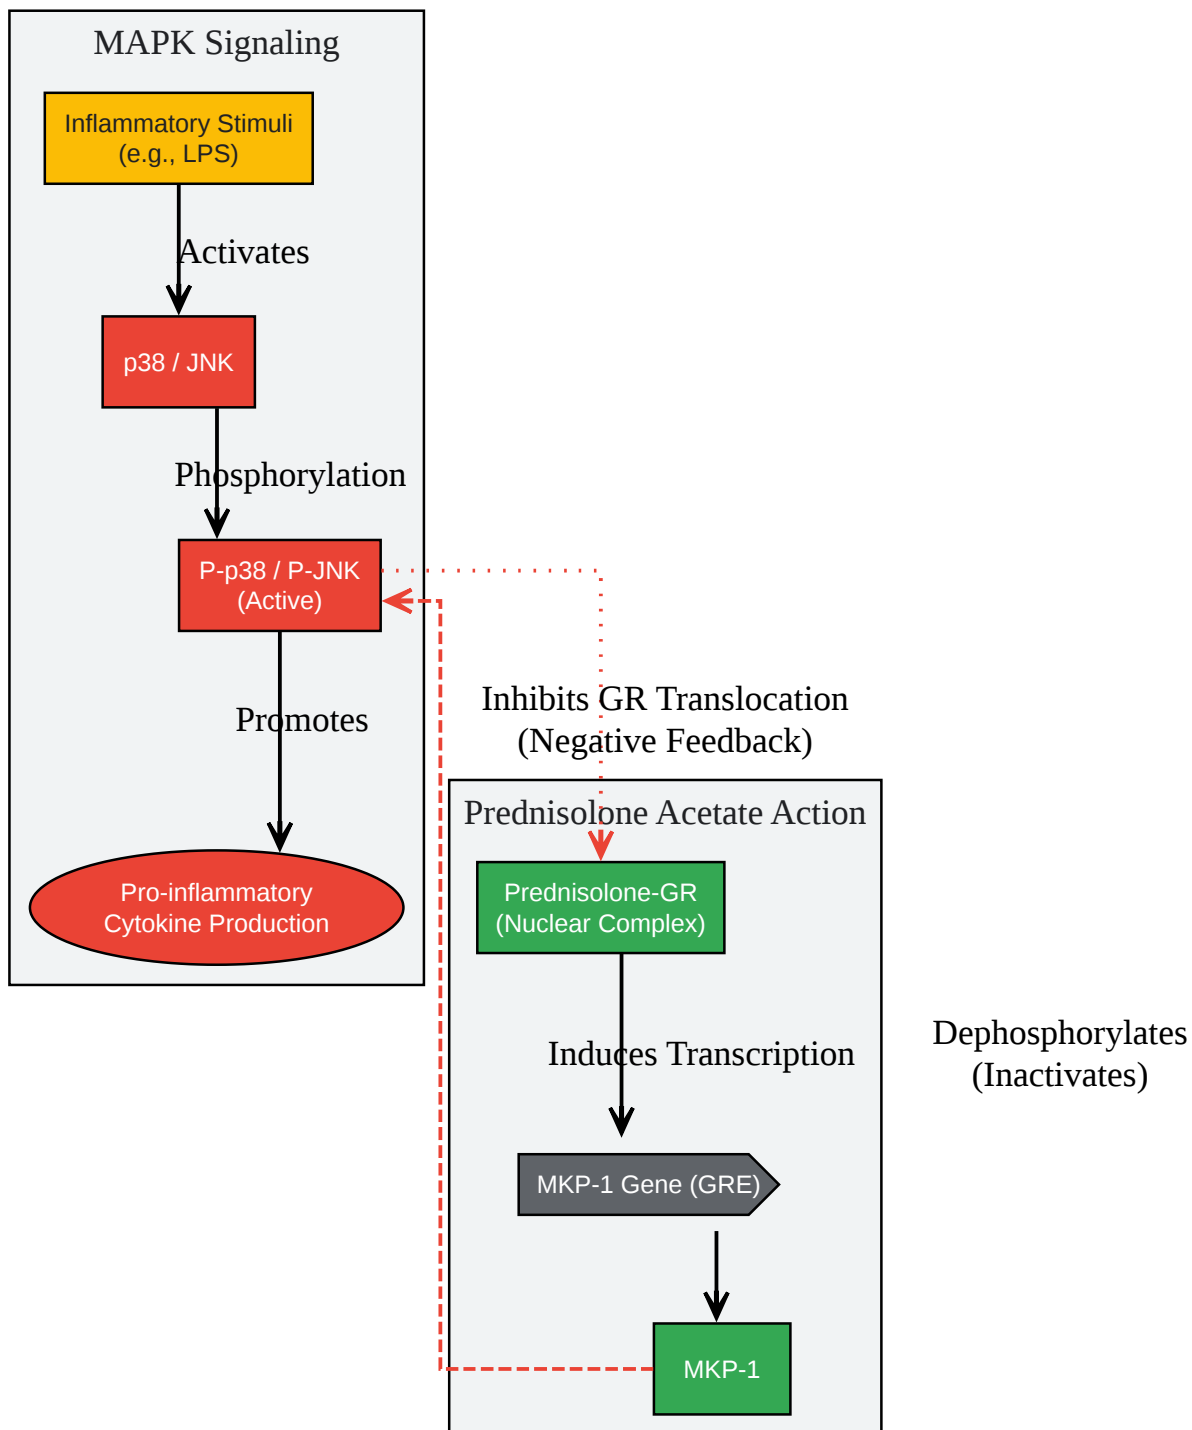 MAPK Signaling
Inflammatory Stimuli
(e.g., LPS)
Activates
p38 / JNK
Phosphorylation
P-p38 / P-JNK
(Active)
Promotes
Inhibits GR Translocation
(Negative Feedback)
Prednisolone Acetate Action
Pro-inflammatory
Cytokine Production
Prednisolone-GR
(Nuclear Complex)
Induces Transcription
Dephosphorylates
(Inactivates)
MKP-1 Gene (GRE)
MKP-1